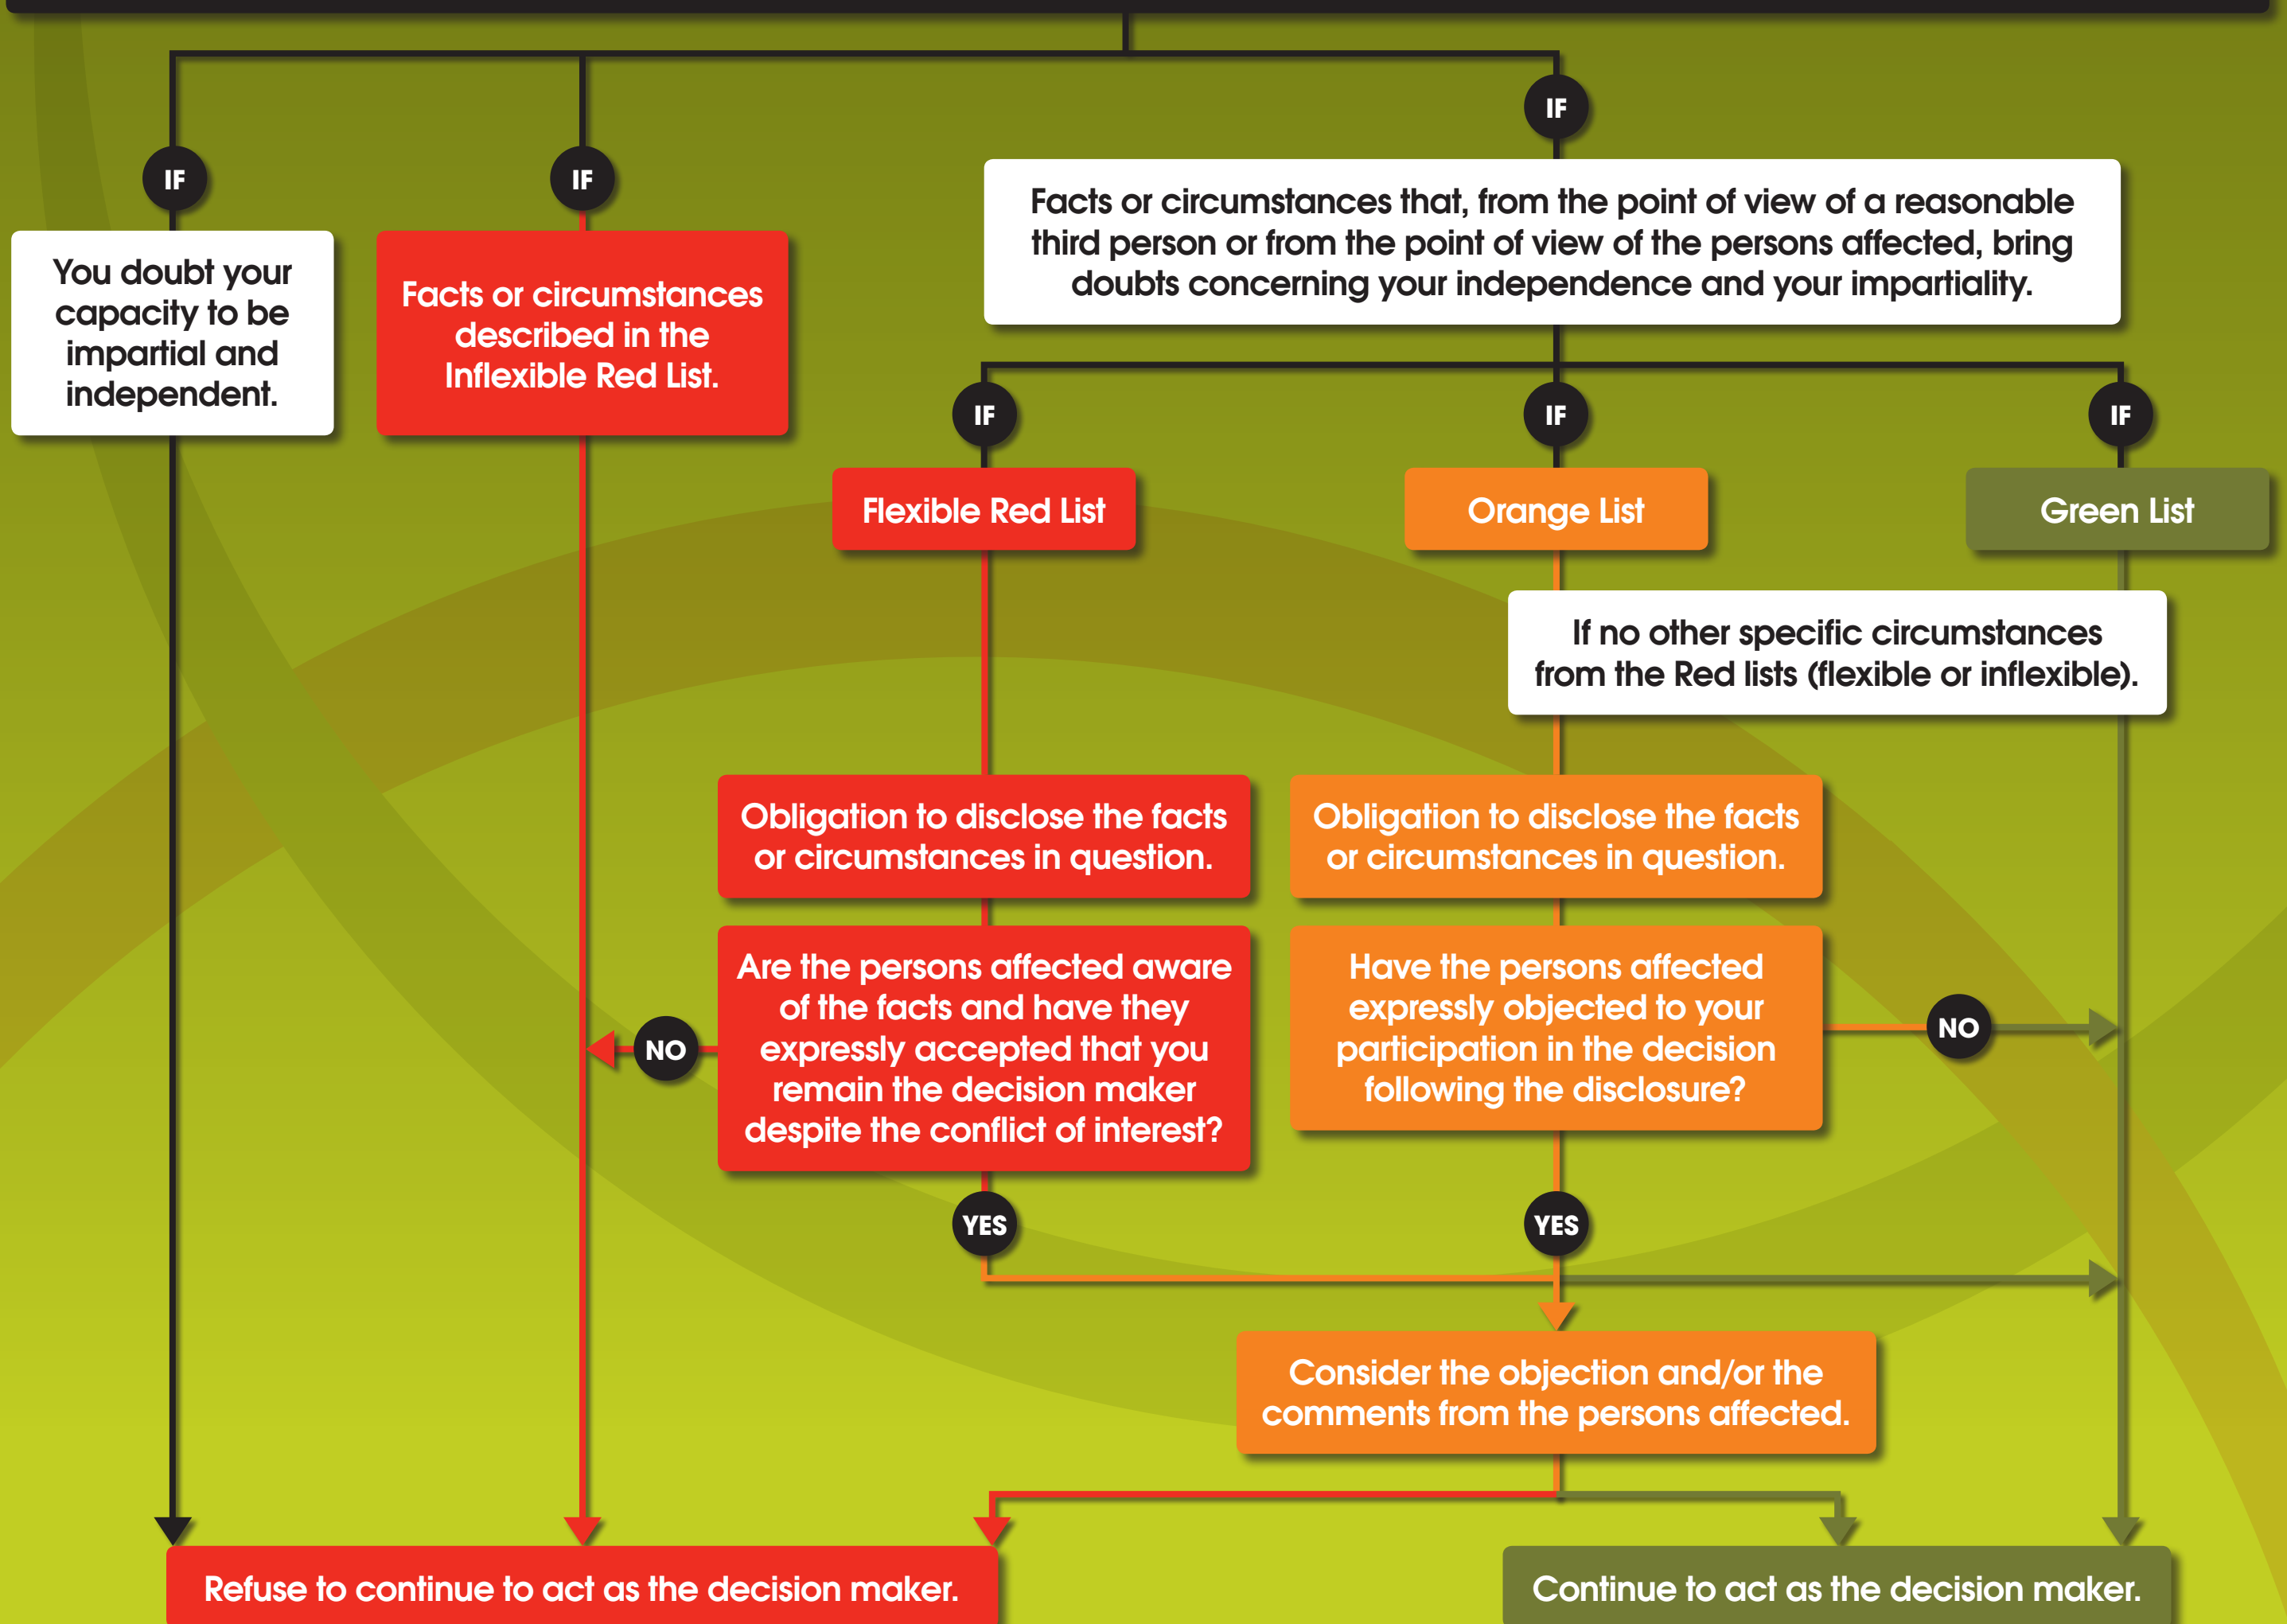 IF
IF
IF
You doubt your
capacity to be
impartial and
independent.
Facts or circumstances
described in the
Inflexible Red List.
Facts or circumstances that, from the point of view of a reasonable
third person or from the point of view of the persons affected, bring
doubts concerning your independence and your impartiality.
IF
IF
IF
Flexible Red List
Orange List
Green List
If no other specific circumstances
from the Red lists (flexible or inflexible).
Obligation to disclose the facts
or circumstances in question.
Obligation to disclose the facts
or circumstances in question.
Are the persons affected aware
of the facts and have they
expressly accepted that you
remain the decision maker
despite the conflict of interest?
Have the persons affected
expressly objected to your
participation in the decision
following the disclosure?
NO
NO
YES
YES
Consider the objection and/or the
comments from the persons affected.
Refuse to continue to act as the decision maker.
Continue to act as the decision maker.